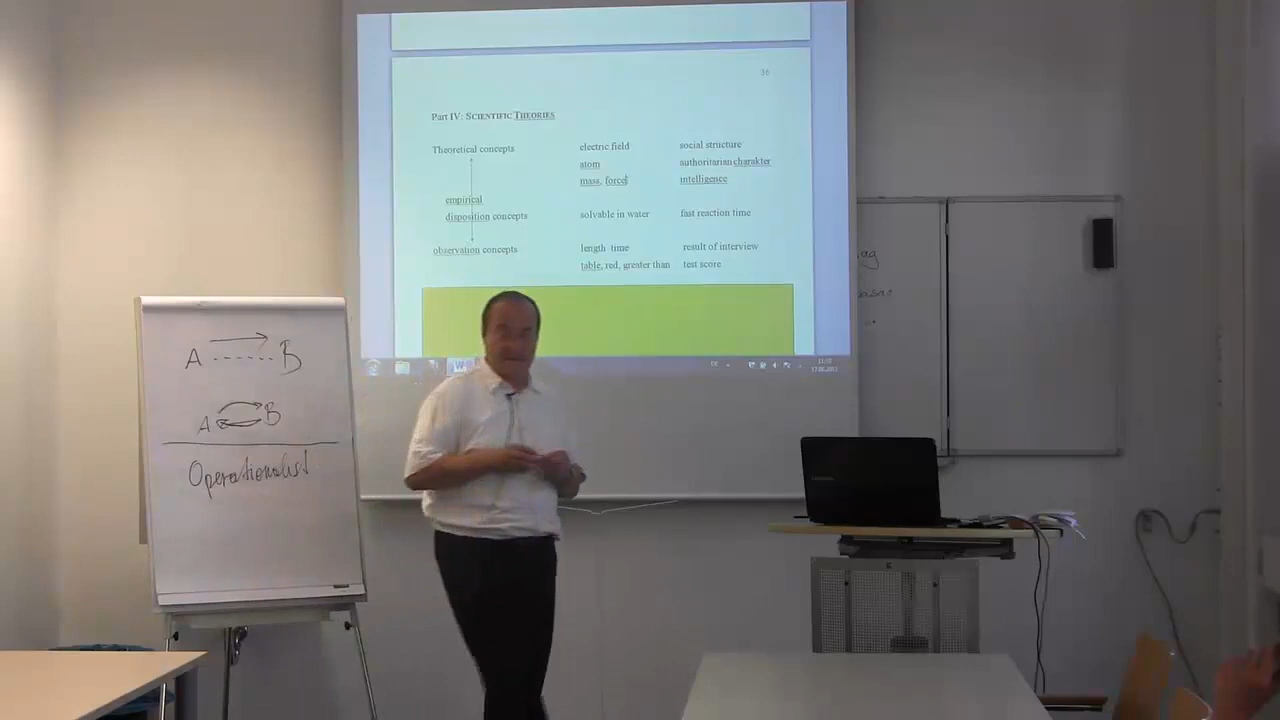 36
Part IV: SCIENTIFIC THEORIES
Theoretical concepts electric field social structure
atom authoritarian charakter
mass, force intelligence
empirical
disposition concepts solvable in water fast reaction time
observation concepts length time result of interview
table, red, greater than test score
A B
A B
Operationalist